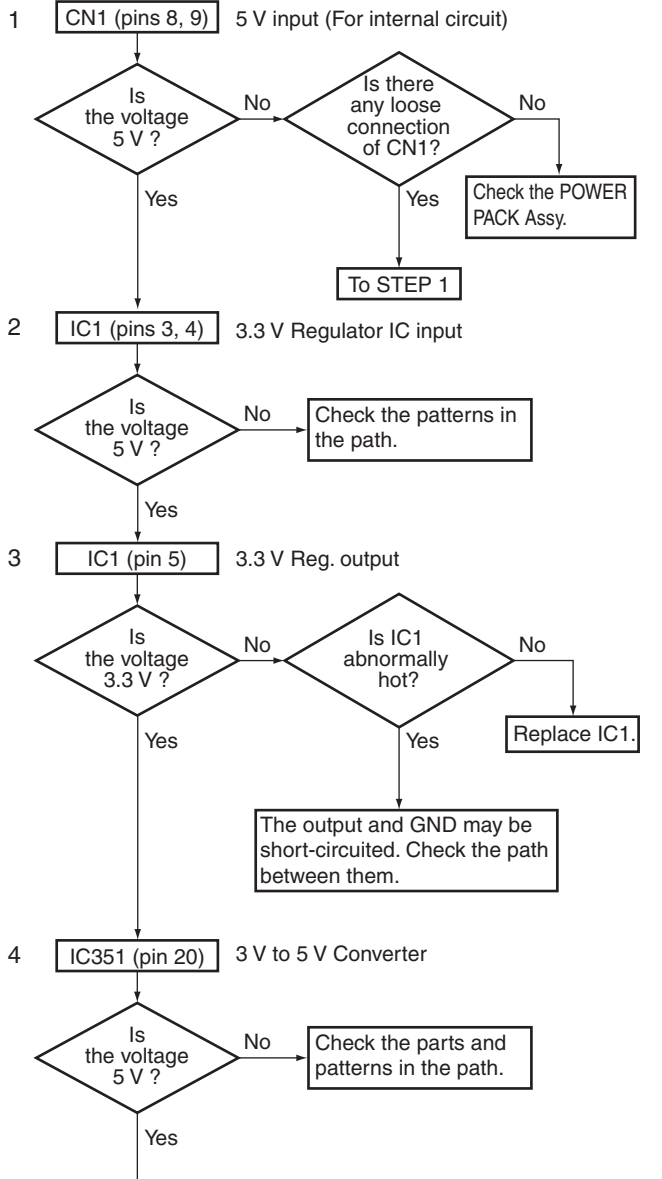 1
CN1 (pins 8, 9)
5 V input (For internal circuit)
Is
the voltage
5 V ?
No
Is there
any loose
connection
of CN1?
No
Check the POWER
PACK Assy.
Yes
Yes
To STEP 1
2
IC1 (pins 3, 4)
3.3 V Regulator IC input
Is
the voltage
5 V ?
No
Check the patterns in
the path.
Yes
3
IC1 (pin 5)
3.3 V Reg. output
Is
the voltage
3.3 V ?
No
Is IC1
abnormally
hot?
No
Replace IC1.
Yes
Yes
The output and GND may be
short-circuited. Check the path
between them.
4
IC351 (pin 20)
3 V to 5 V Converter
Is
the voltage
5 V ?
No
Check the parts and
patterns in the path.
Yes